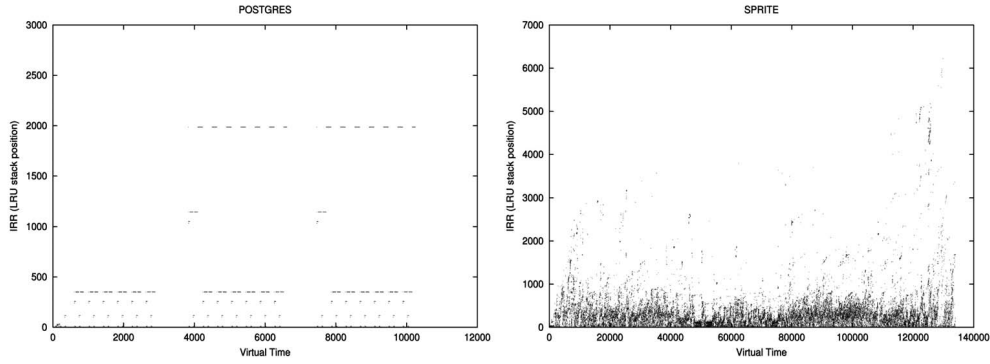 POSTGRES
IRR (LRU stack position)
3000
2500
2000
1500
1000
500
0
0 2000 4000 6000 8000 10000 12000
Virtual Time
SPRITE
IRR (LRU stack position)
7000
6000
5000
4000
3000
2000
1000
0
0 20000 40000 60000 80000 100000 120000 140000
Virtual Time